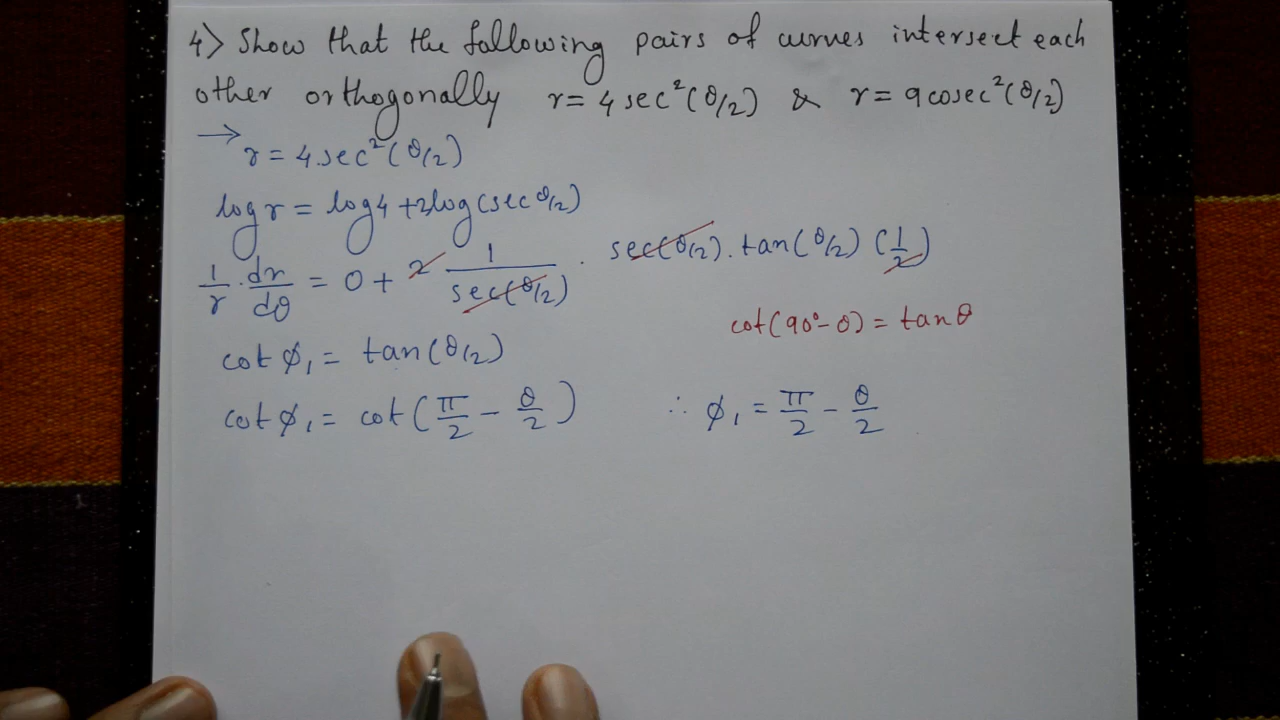 4) Show that the following pairs of curves intersect each
other orthogonally r = 4 sec²(θ/2) & r = 9 cosec²(θ/2)
→ r = 4 sec²(θ/2)
log r = log 4 + 2 log (sec θ/2)
1/r · dr/dθ = 0 + 2 1/sec(θ/2) · sec(θ/2) · tan(θ/2) (1/2)
cot(90° - θ) = tan θ
cot ϕ₁ = tan(θ/2)
cot ϕ₁ = cot(π/2 - θ/2) ∴ ϕ₁ = π/2 - θ/2